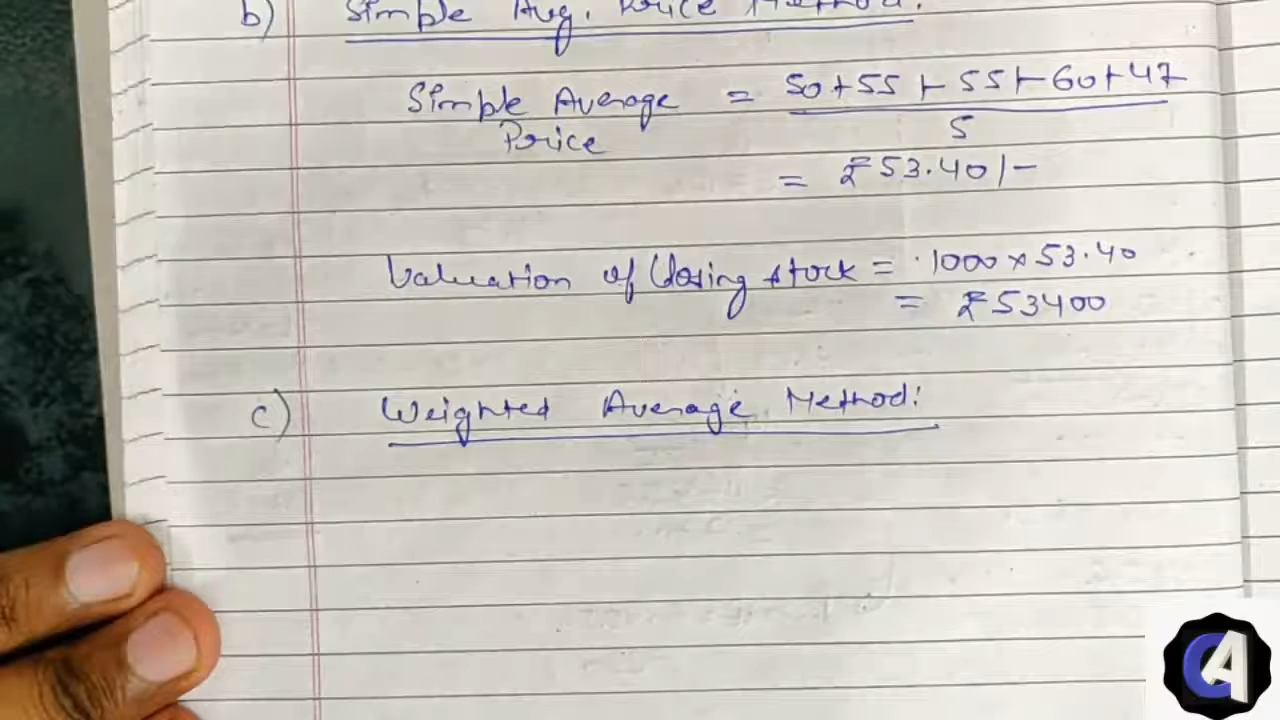 b) Simple Avg. Price Method.
Simple Average = 50+55+55+60+47
Price 5
= ₹53.40/-
Valuation of Closing stock = 1000×53.40
= ₹53400
c) Weighted Average Method:
CA